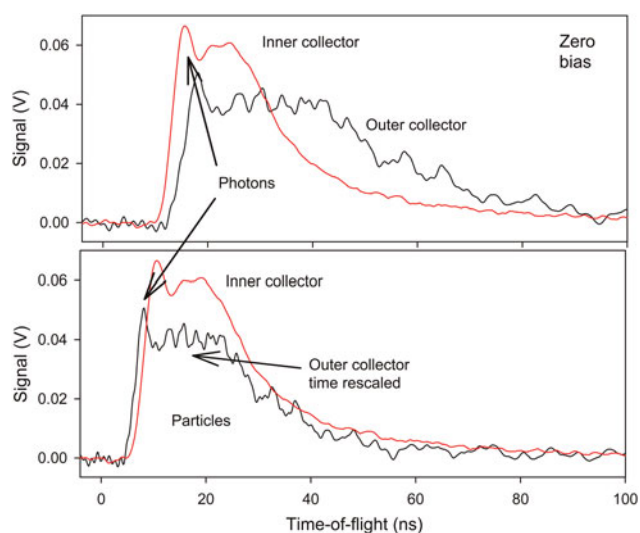 Inner collector
Zero
bias
0.06
0.04
0.02
0.00
Signal (V)
Outer collector
Photons
0.06
0.04
0.02
0.00
Signal (V)
Inner collector
Outer collector
time rescaled
Particles
0
20
40
60
80
100
Time-of-flight (ns)